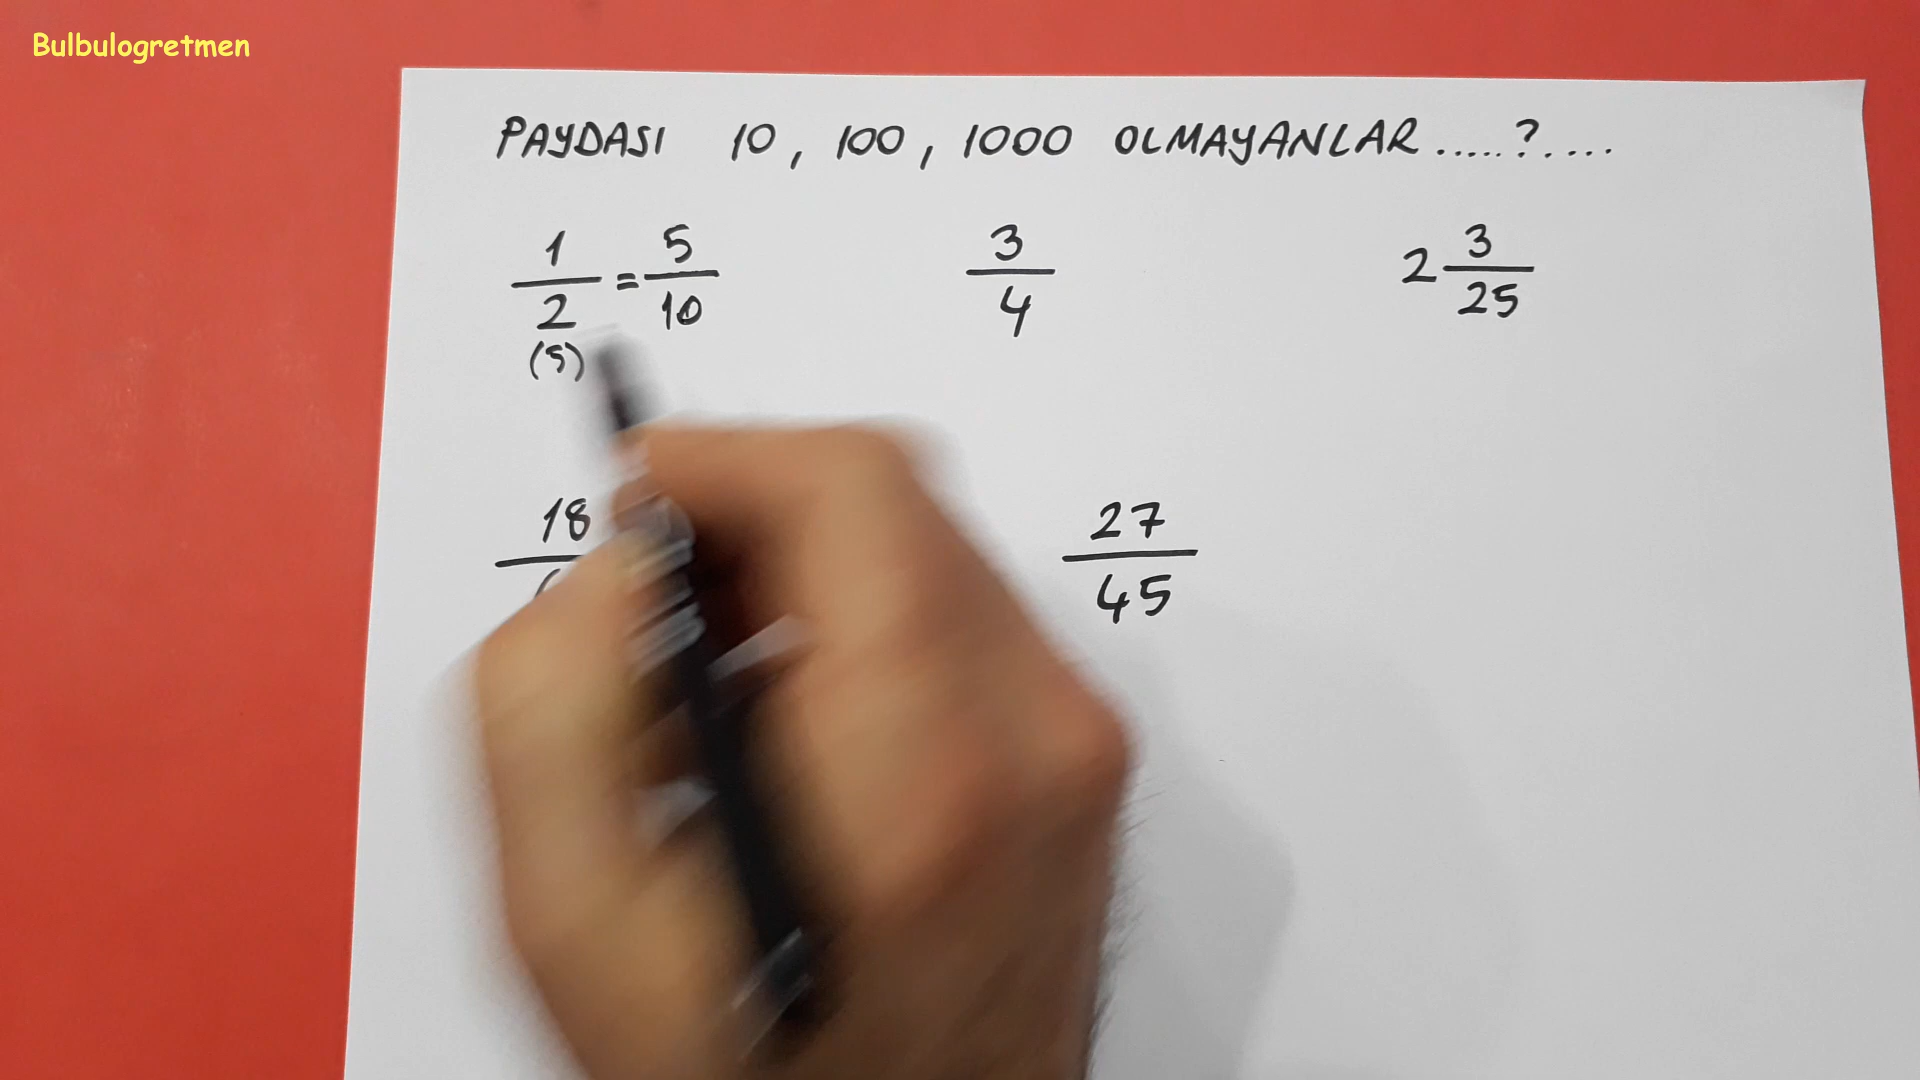 Bulbulogretmen
PAYDASI 10, 100, 1000 OLMAYANLAR.....?....
1/2 = 5/10
(5)
3/4
2 3/25
18
27/45